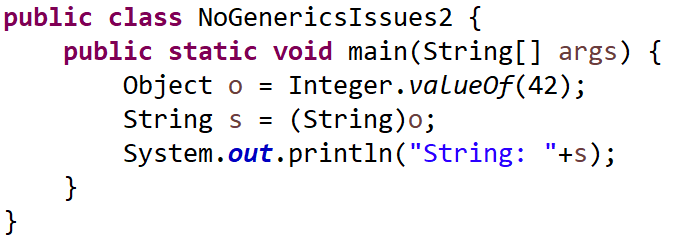 public class NoGenericsIssues2 {
    public static void main(String[] args) {
        Object o = Integer.valueOf(42);
        String s = (String)o;
        System.out.println("String: "+s);
    }
}